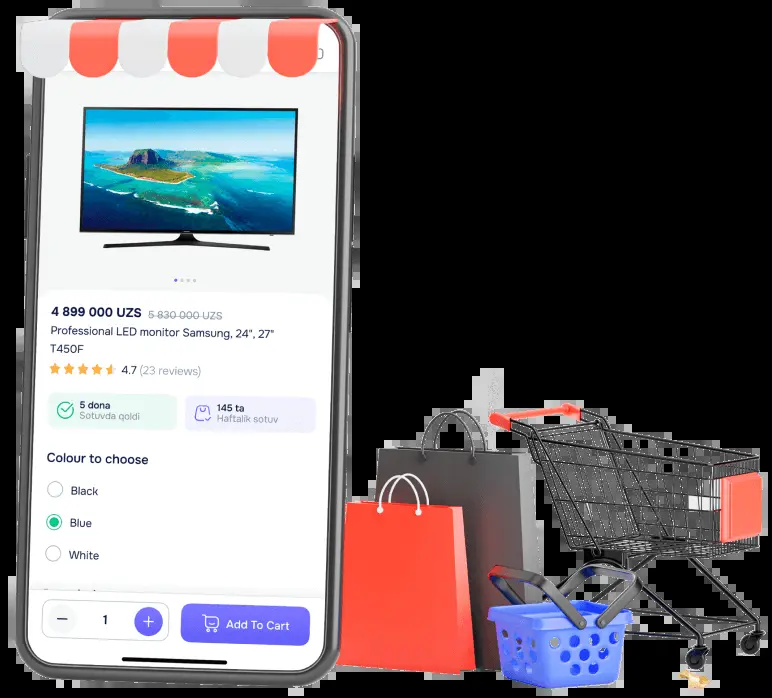 4 899 000 UZS 5 830 000 UZS
Professional LED monitor Samsung, 24", 27"
T450F
4.7 (23 reviews)
5 dona
Sotuvda qoldi
145 ta
Haftalik sotuv
Colour to choose
Black
Blue
White
1
Add To Cart